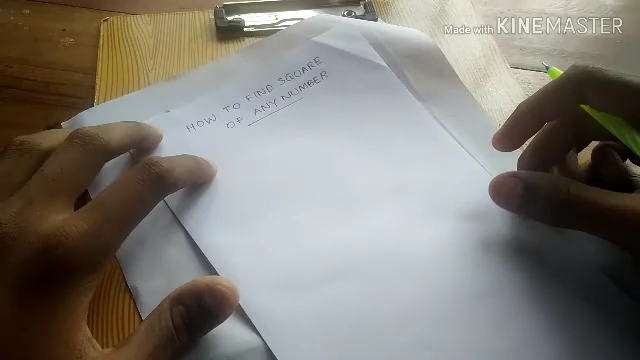 Made with KINEMASTER
HOW TO FIND SQUARE
OF ANY NUMBER